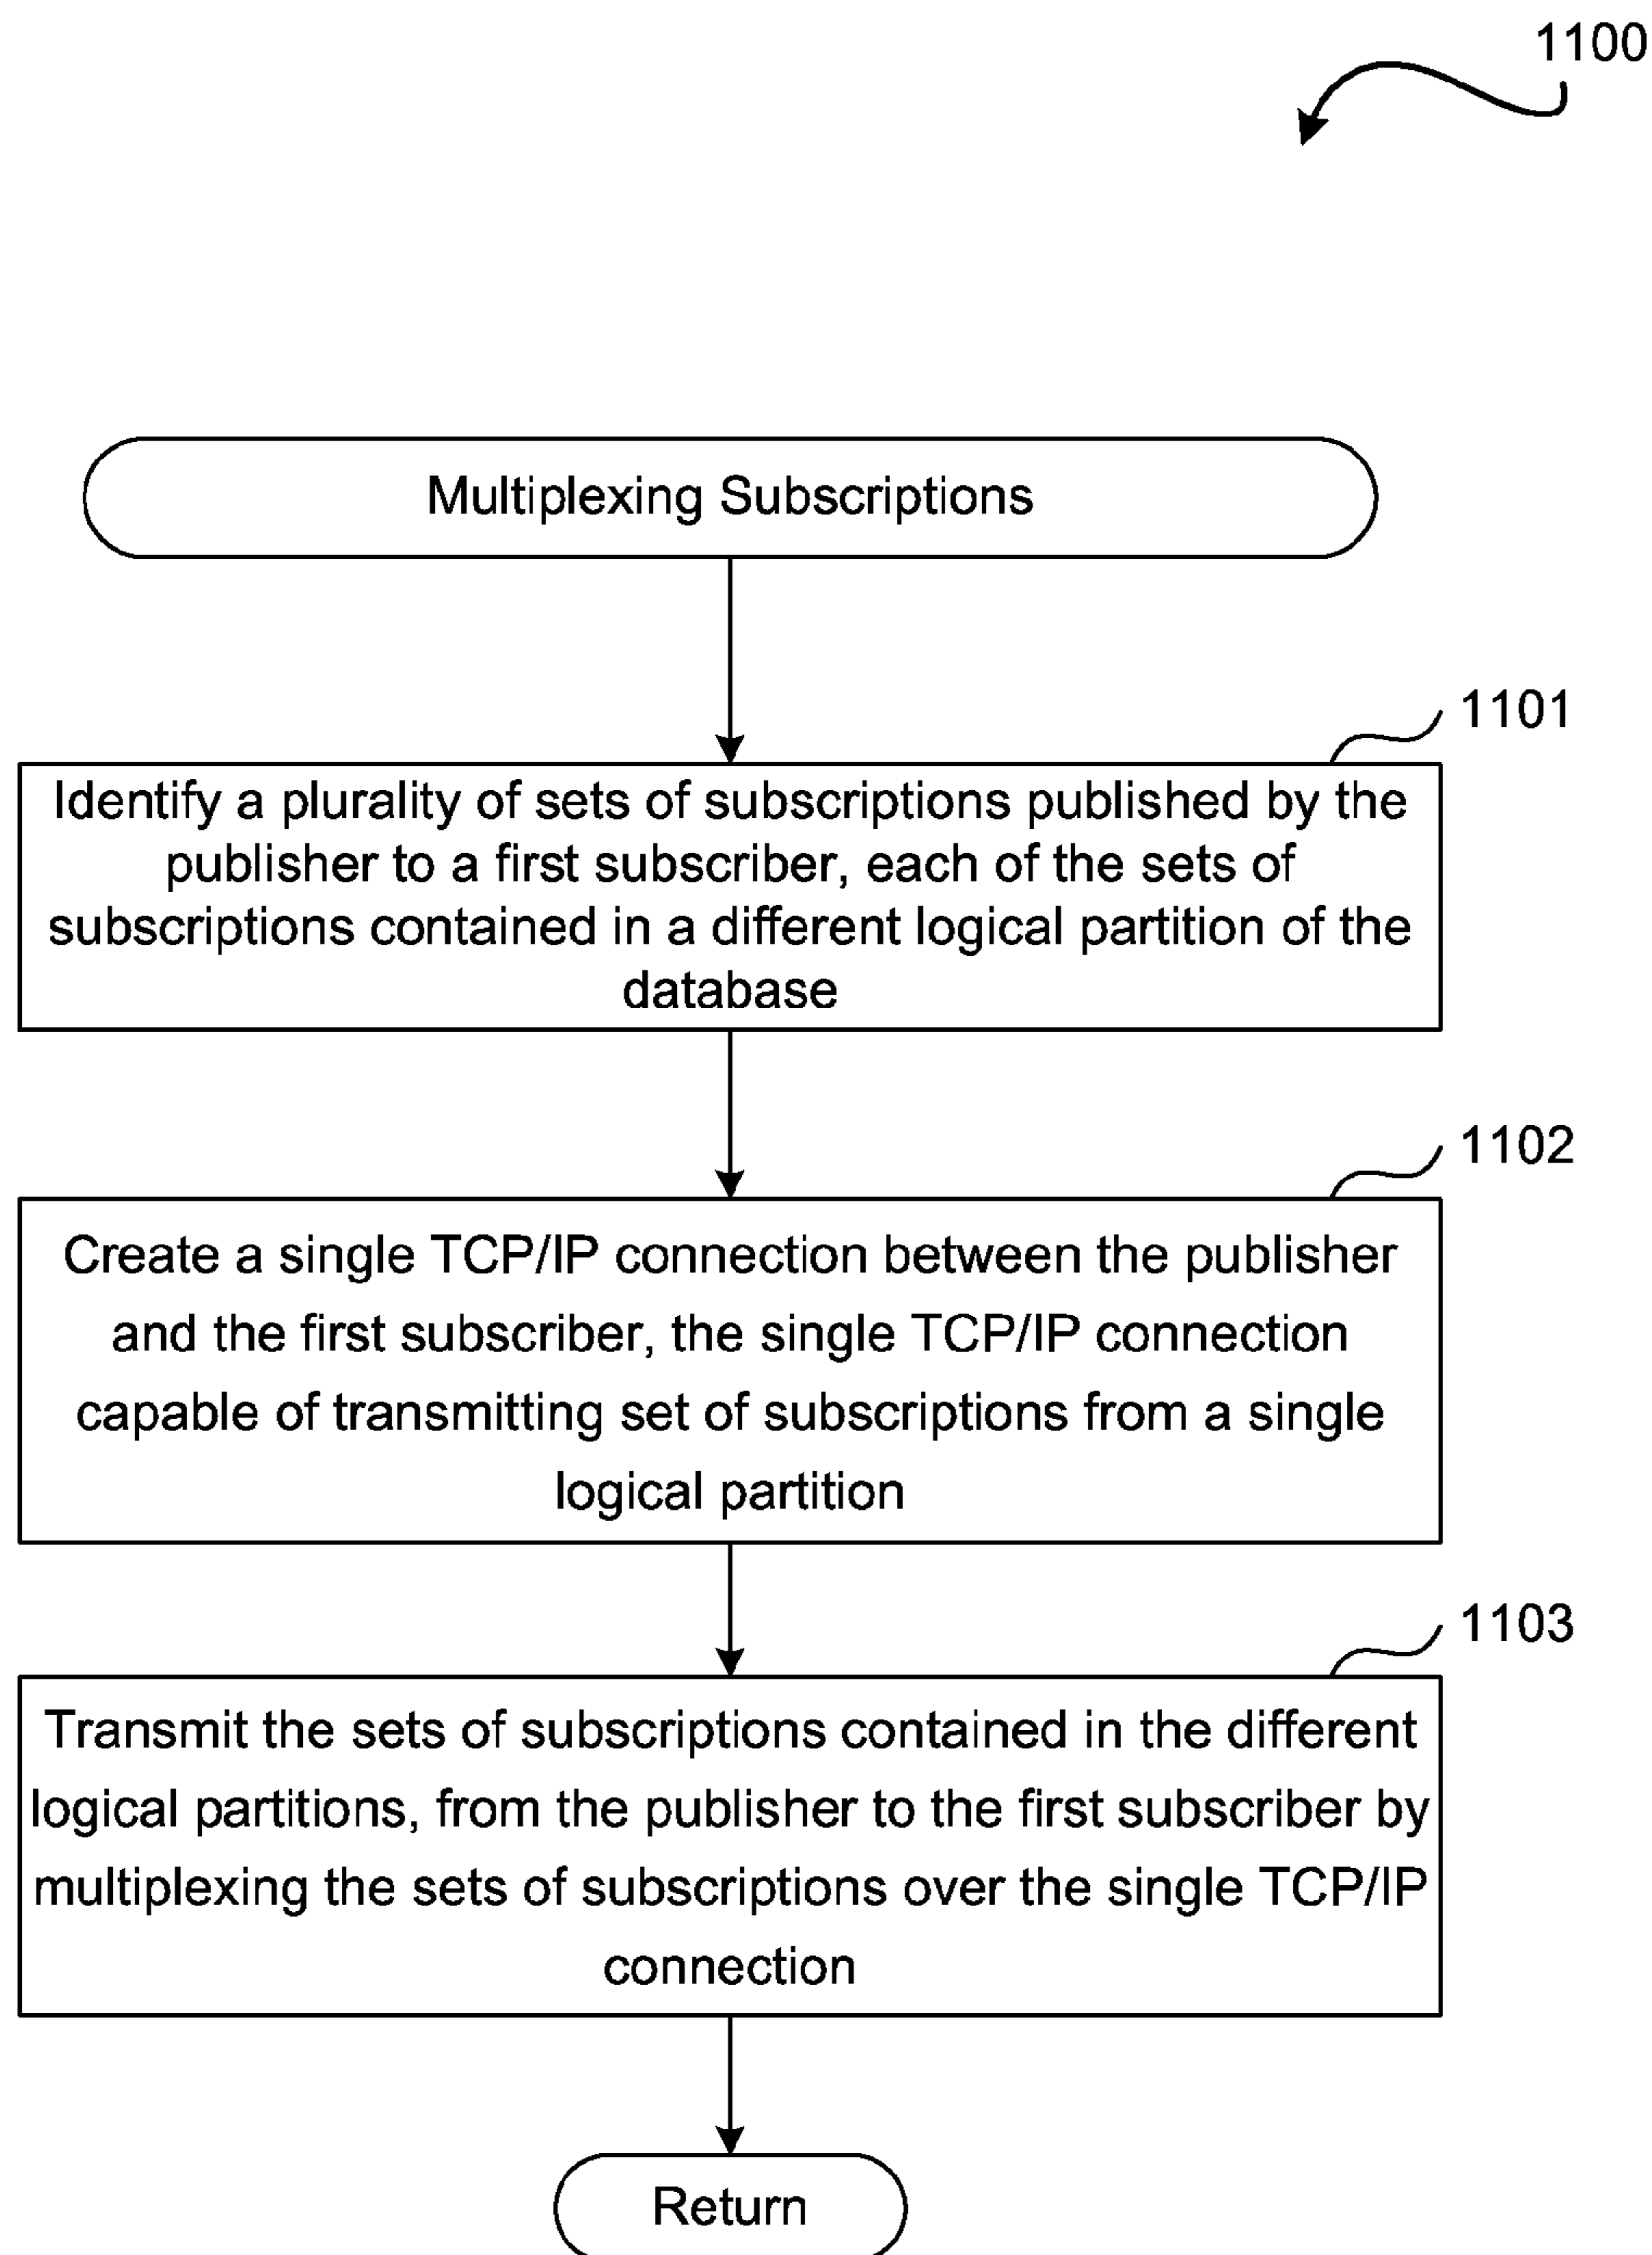 1100
Multiplexing Subscriptions
1101
Identify a plurality of sets of subscriptions published by the
publisher to a first subscriber, each of the sets of
subscriptions contained in a different logical partition of the
database
1102
Create a single TCP/IP connection between the publisher
and the first subscriber, the single TCP/IP connection
capable of transmitting set of subscriptions from a single
logical partition
1103
Transmit the sets of subscriptions contained in the different
logical partitions, from the publisher to the first subscriber by
multiplexing the sets of subscriptions over the single TCP/IP
connection
Return